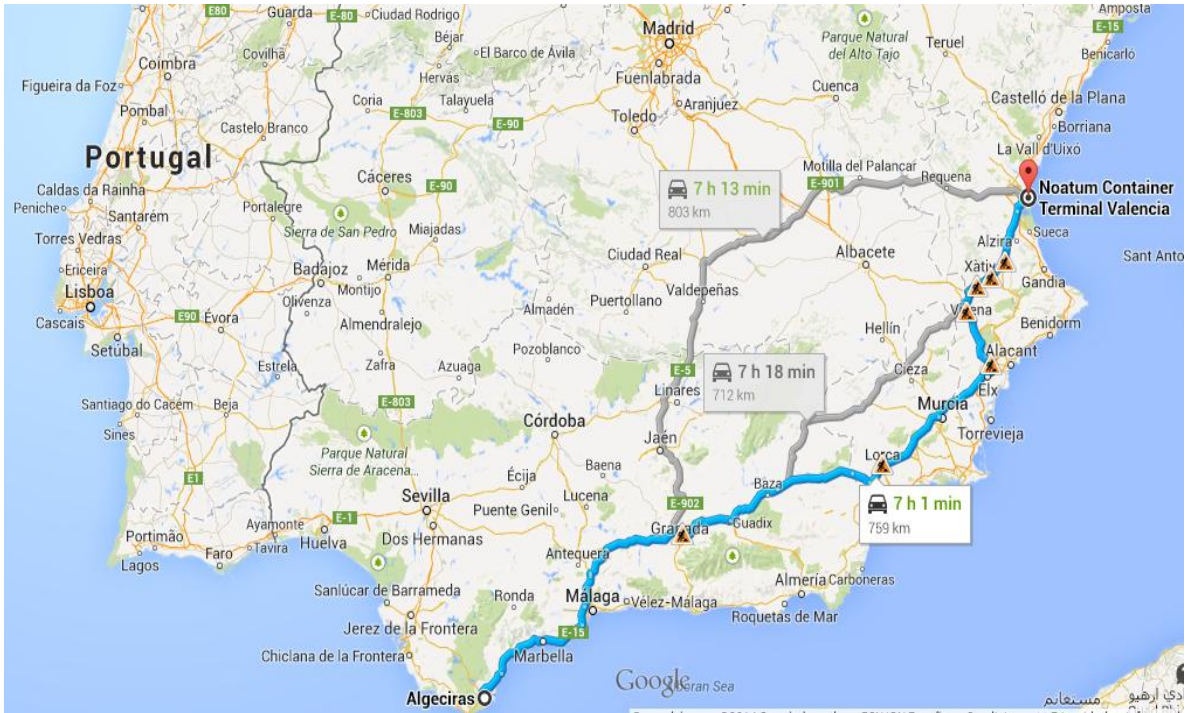 E-80
Guarda
E-80
Ciudad Rodrigo
Amposta
E-15
Benicarló
Coimbra
Covilhã
Béjar
El Barco de Ávila
Madrid
Parque Natural
del Alto Tajo
Teruel
Figueira da Foz
Hervás
Fuenlabrada
Pombal
Coria
Talayuela
Aranjuez
Cuenca
Castelló de la Plana
Castelo Branco
E-803
E-90
Toledo
Borriana
La Vall d'Uixó
Portugal
Motilla del Palancar
Requena
Caldas da Rainha
Cáceres
E-90
7 h 13 min
803 km
E-901
Noatum Container
Terminal Valencia
Peniche
Santarém
Portalegre
Sierra de San Pedro
Miajadas
Torres Vedras
Ciudad Real
Albacete
Alzira
Sueca
Ericeira
Badajoz
Mérida
Sant Anto
Lisboa
Montijo
Olivenza
Almadén
Puertollano
Valdepeñas
Gandia
Cascais
E90
Évora
Almendralejo
Setúbal
Hellín
Benidorm
Estrela
Zafra
Azuaga
Pozoblanco
E-5
Linares
7 h 18 min
712 km
Cieza
Alacant
Elx
Santiago do Cacém
Beja
E-803
Córdoba
Murcia
Sines
Parque Natural
Sierra de Aracena...
Jaén
Torrevieja
E1
Écija
Baena
Baza
Lorca
Sevilla
Lucena
E-902
7 h 1 min
759 km
Ayamonte
E-1
Puente Genil
Granada
Guadix
Portimão
Faro
Tavira
Huelva
Dos Hermanas
Antequera
Lagos
Sanlúcar de Barrameda
Ronda
Málaga
Vélez-Málaga
Almería
Carboneras
Jerez de la Frontera
E-15
Roquetas de Mar
Chiclana de la Frontera
Marbella
Algeciras
Google
Sea
مستغانم